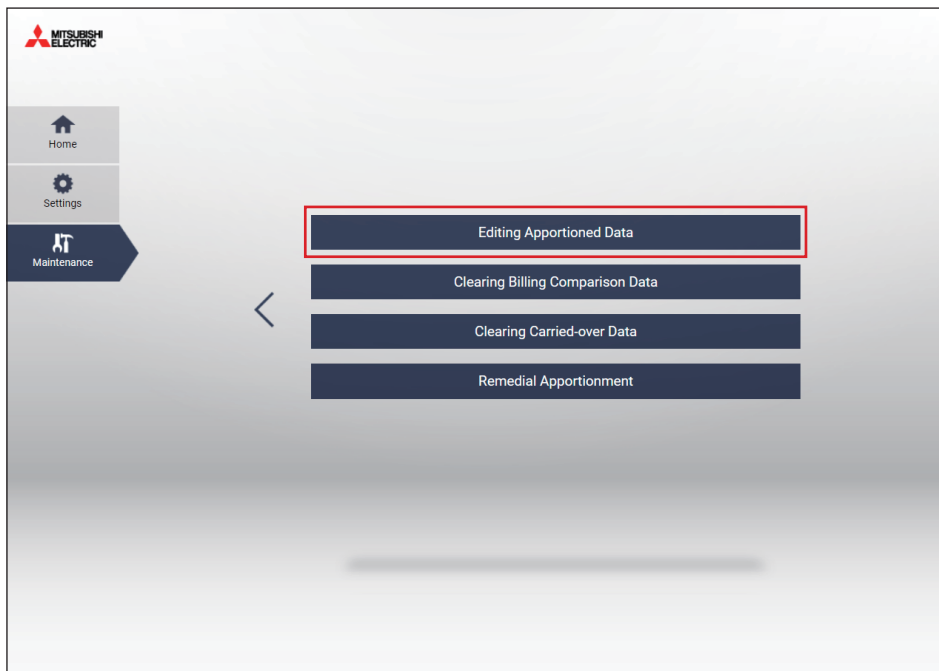 MITSUBISHI
ELECTRIC
Home
Settings
Maintenance
Editing Apportioned Data
Clearing Billing Comparison Data
Clearing Carried-over Data
Remedial Apportionment